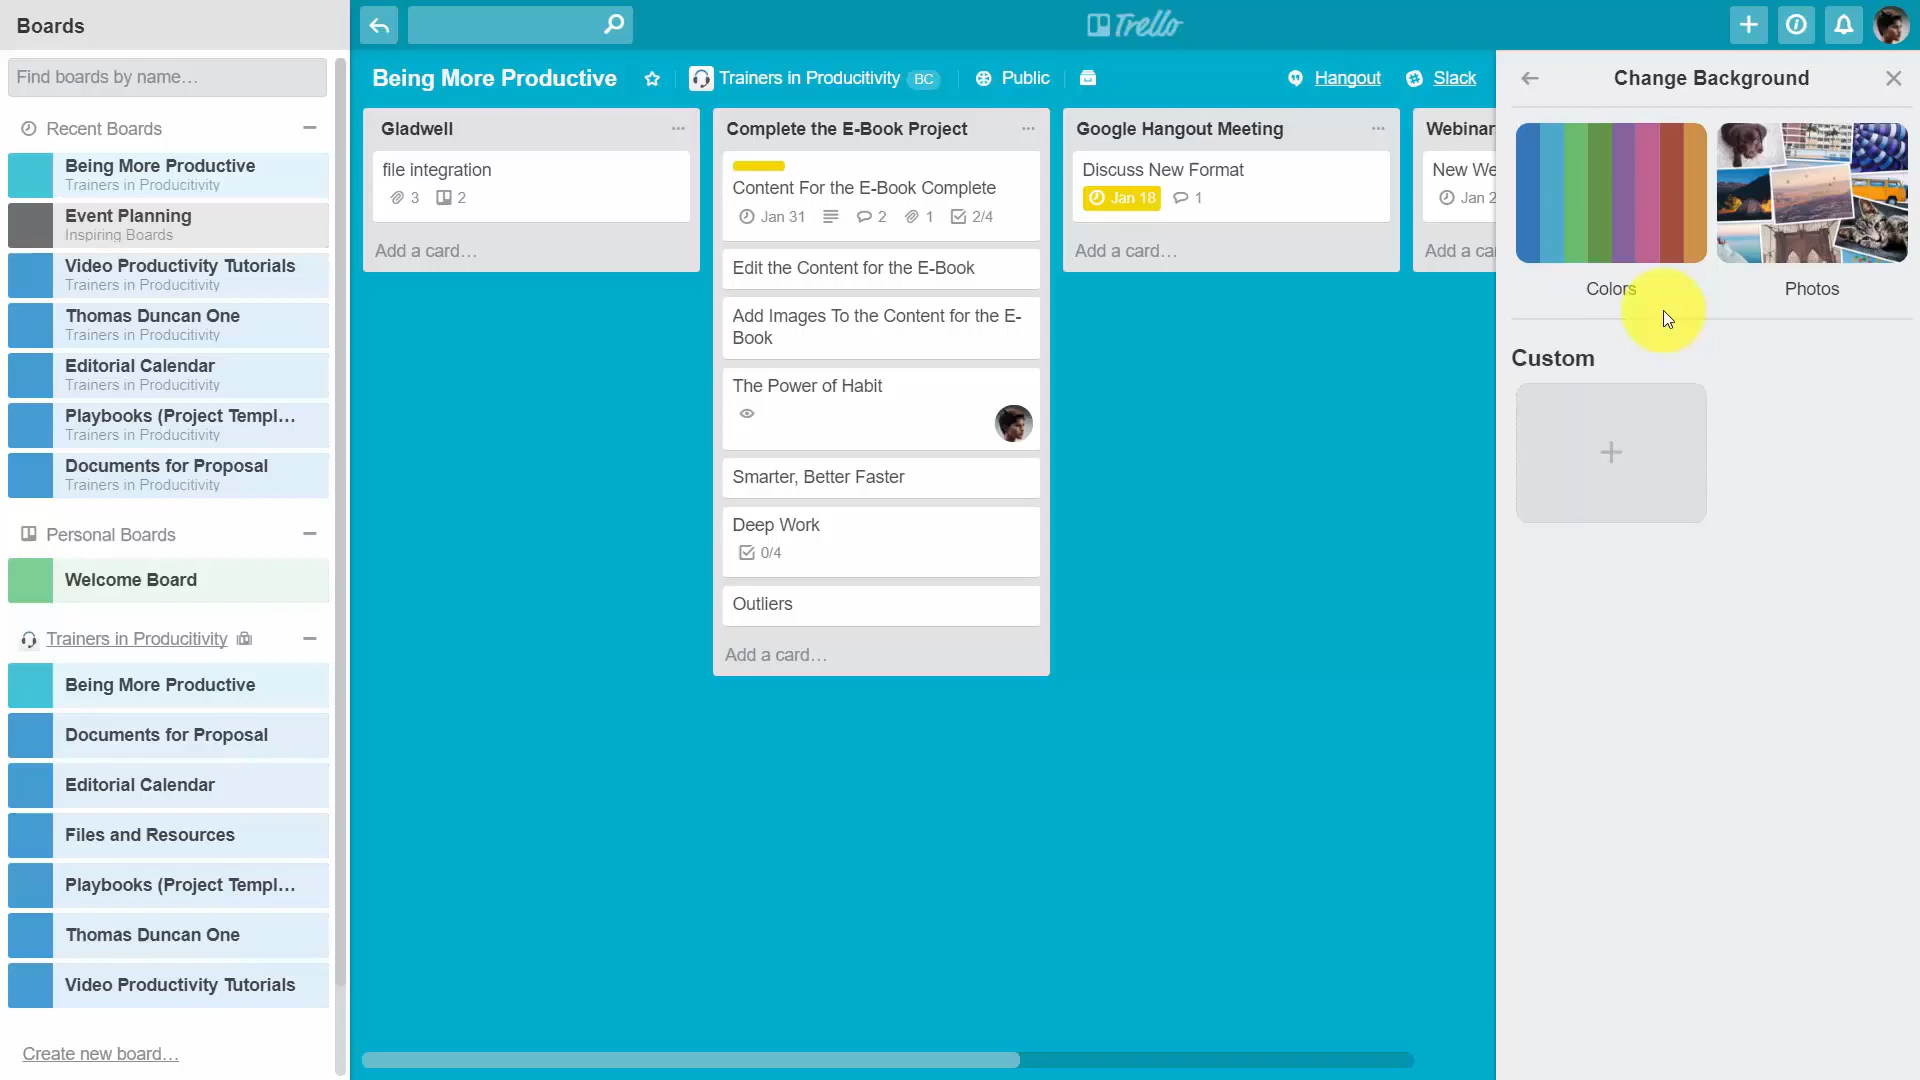 Boards
Find boards by name…
Recent Boards
Being More Productive
Trainers in Producitivity
Event Planning
Inspiring Boards
Video Productivity Tutorials
Trainers in Producitivity
Thomas Duncan One
Trainers in Producitivity
Editorial Calendar
Trainers in Producitivity
Playbooks (Project Templ…
Trainers in Producitivity
Documents for Proposal
Trainers in Producitivity
Personal Boards
Welcome Board
Trainers in Producitivity
Being More Productive
Documents for Proposal
Editorial Calendar
Files and Resources
Playbooks (Project Templ…
Thomas Duncan One
Video Productivity Tutorials
Create new board…
Trello
Being More Productive
Trainers in Producitivity BC
Public
Hangout
Slack
Gladwell
file integration
3 2
Add a card…
Complete the E-Book Project
Content For the E-Book Complete
Jan 31 2 1 2/4
Edit the Content for the E-Book
Add Images To the Content for the E-
Book
The Power of Habit
Smarter, Better Faster
Deep Work
0/4
Outliers
Add a card…
Google Hangout Meeting
Discuss New Format
Jan 18 1
Add a card…
Webinar
New We
Jan 2
Add a ca
Change Background
Colors
Photos
Custom